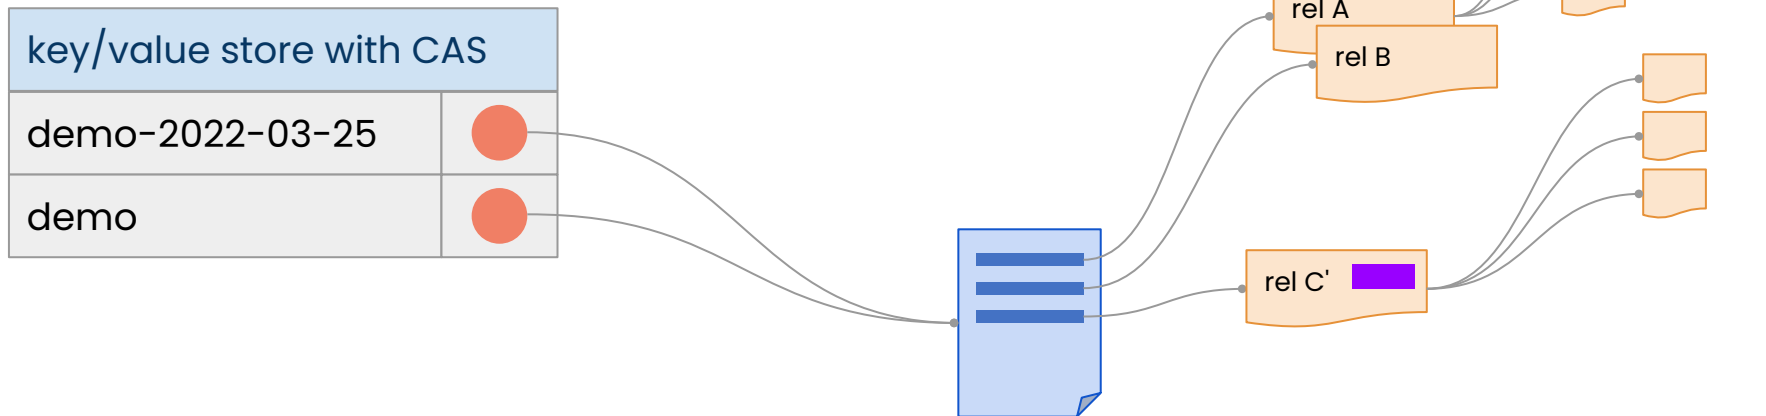 key/value store with CAS
demo-2022-03-25
demo
rel A
rel B
rel C'